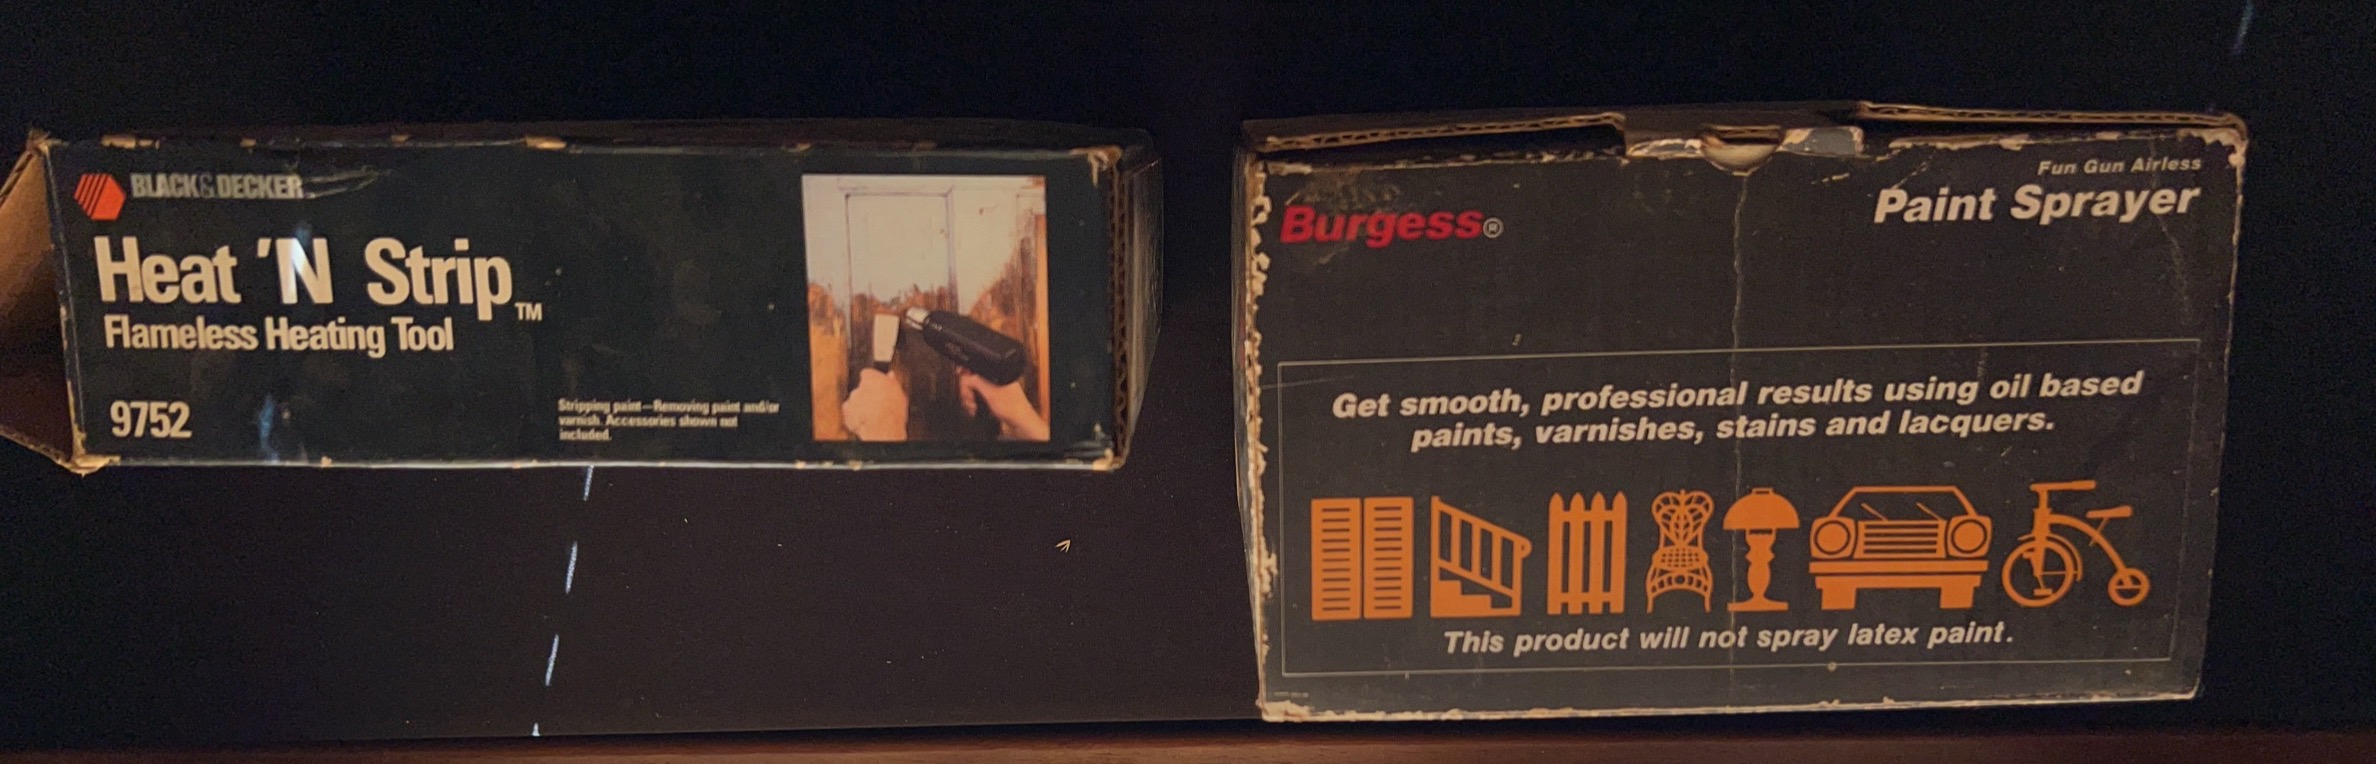 BLACK&DECKER
Heat 'N Strip™
Flameless Heating Tool
9752
Stripping paint—Removing paint and/or
varnish. Accessories shown not
included.
Fun Gun Airless
Burgess®
Paint Sprayer
Get smooth, professional results using oil based
paints, varnishes, stains and lacquers.
This product will not spray latex paint.